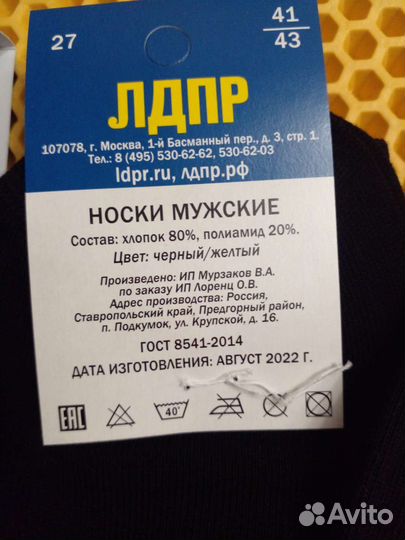 27
41
43
ЛДПР
107078, г. Москва, 1-й Басманный пер., д. 3, стр. 1.
Тел.: 8 (495) 530-62-62, 530-62-03
ldpr.ru, лдпр.рф
НОСКИ МУЖСКИЕ
Состав: хлопок 80%, полиамид 20%.
Цвет: черный/желтый
Произведено: ИП Мурзаков В.А.
по заказу ИП Лоренц О.В.
Адрес производства: Россия,
Ставропольский край, Предгорный район,
п. Подкумок, ул. Крупской, д. 16.
ГОСТ 8541-2014
ДАТА ИЗГОТОВЛЕНИЯ: АВГУСТ 2022 Г.
EAC
40°
Avito